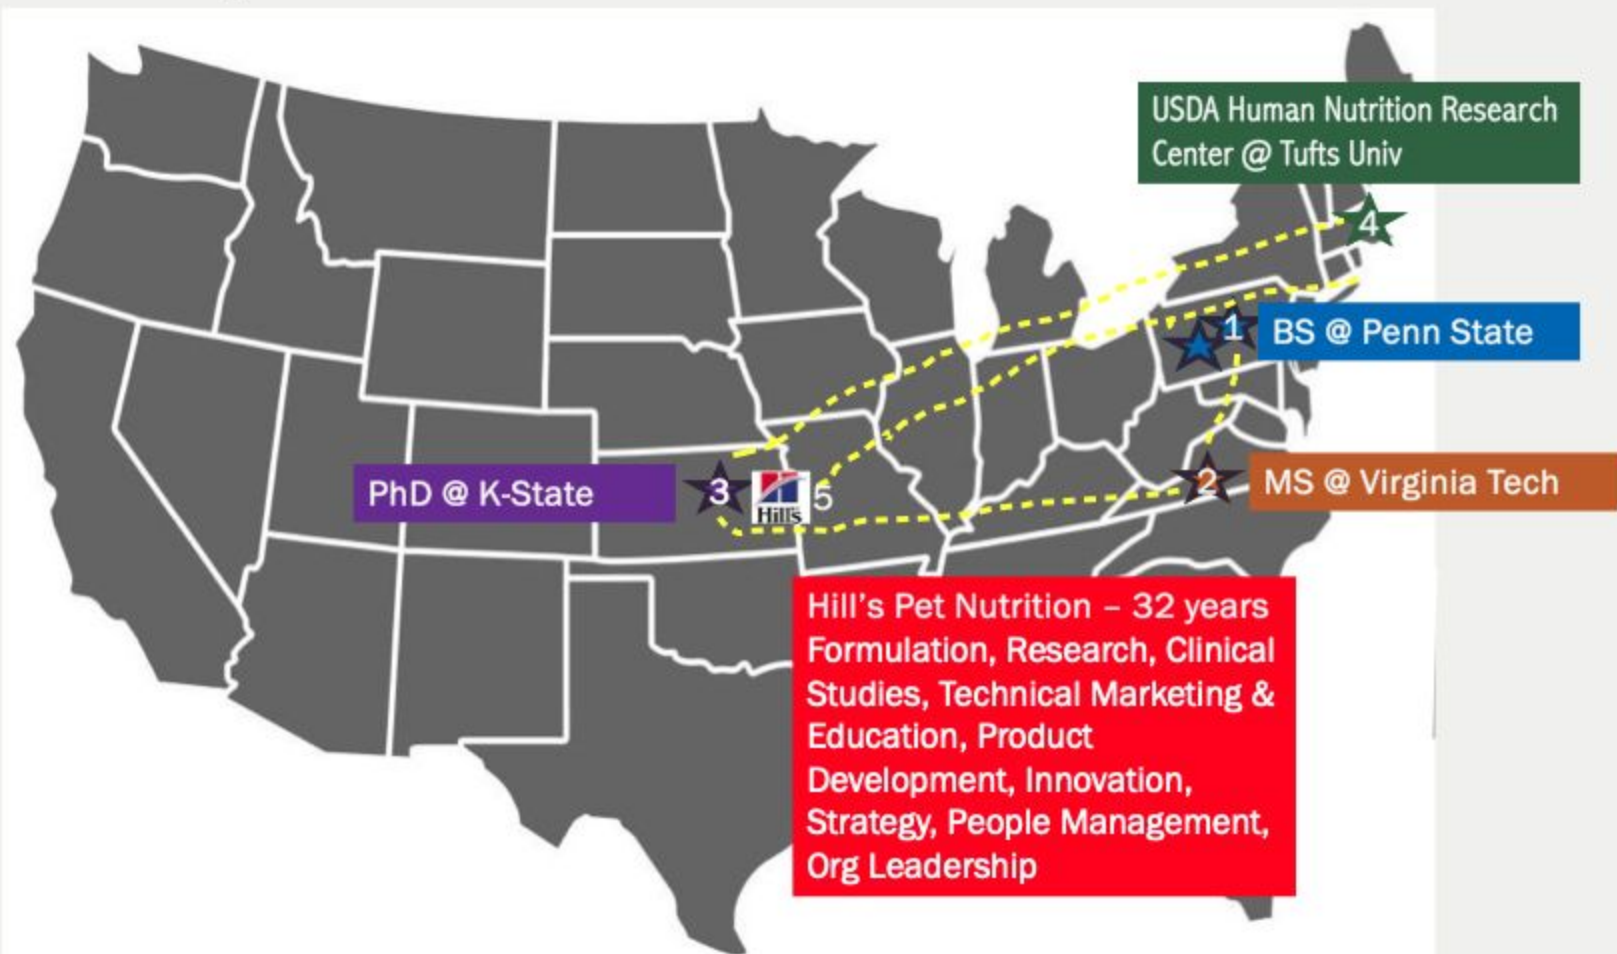 USDA Human Nutrition Research
Center @ Tufts Univ
4
1
BS @ Penn State
PhD @ K-State
3
Hill's
5
2
MS @ Virginia Tech
Hill’s Pet Nutrition – 32 years
Formulation, Research, Clinical
Studies, Technical Marketing &
Education, Product
Development, Innovation,
Strategy, People Management,
Org Leadership